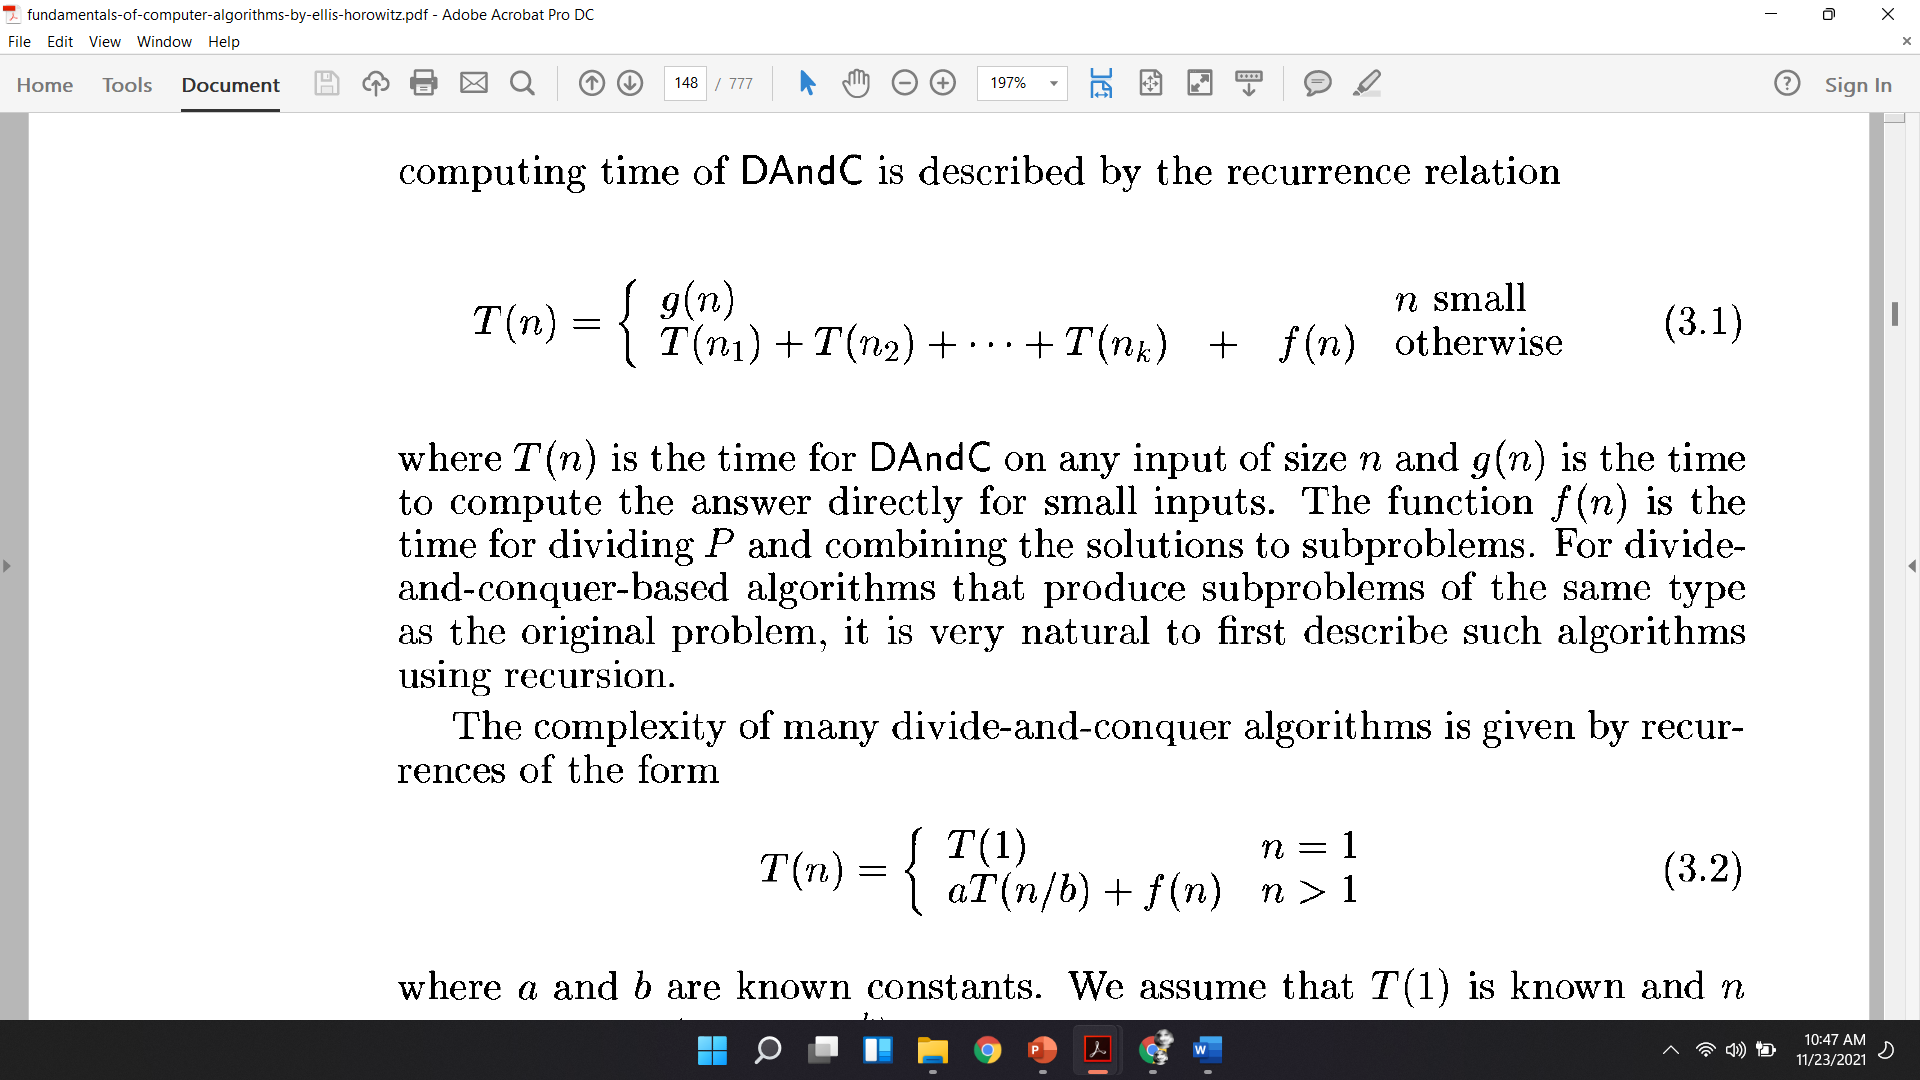 fundamentals-of-computer-algorithms-by-ellis-horowitz.pdf - Adobe Acrobat Pro DC
File Edit View Window Help
Home Tools Document 148 / 777 197% Sign In
computing time of DAndC is described by the recurrence relation
T(n) = { g(n) n small
T(n₁) + T(n₂) + · · · + T(nₖ) + f(n) otherwise (3.1)
where T(n) is the time for DAndC on any input of size n and g(n) is the time
to compute the answer directly for small inputs. The function f(n) is the
time for dividing P and combining the solutions to subproblems. For divide-
and-conquer-based algorithms that produce subproblems of the same type
as the original problem, it is very natural to first describe such algorithms
using recursion.
The complexity of many divide-and-conquer algorithms is given by recur-
rences of the form
T(n) = { T(1) n = 1
aT(n/b) + f(n) n > 1 (3.2)
where a and b are known constants. We assume that T(1) is known and n
10:47 AM
11/23/2021